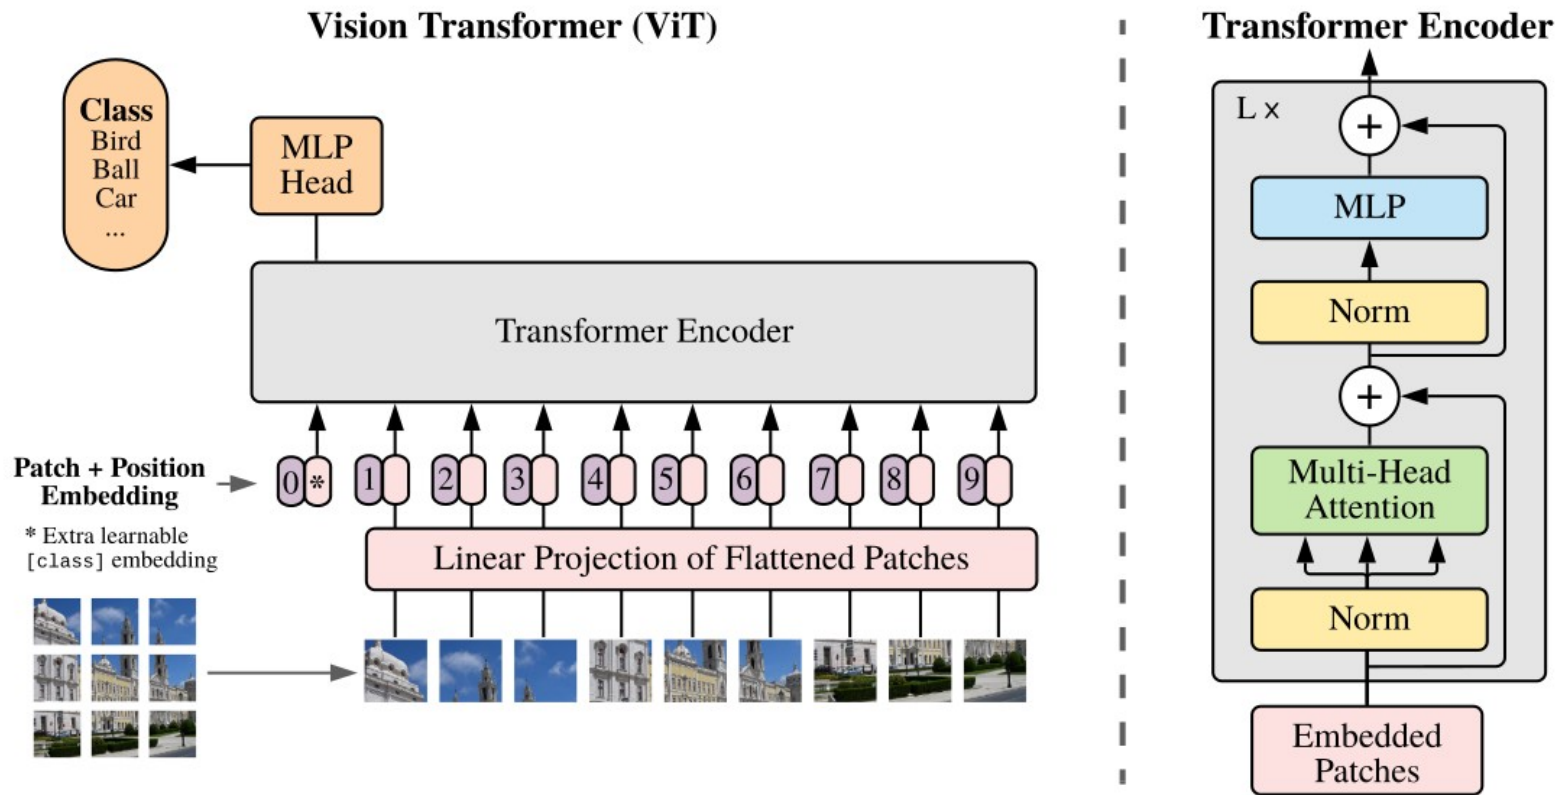 Vision Transformer (ViT)
Class
Bird
Ball
Car
...
MLP
Head
Transformer Encoder
Patch + Position
Embedding
* Extra learnable
[class] embedding
0 * 1 2 3 4 5 6 7 8 9
Linear Projection of Flattened Patches
Transformer Encoder
L ×
+
MLP
Norm
+
Multi-Head
Attention
Norm
Embedded
Patches